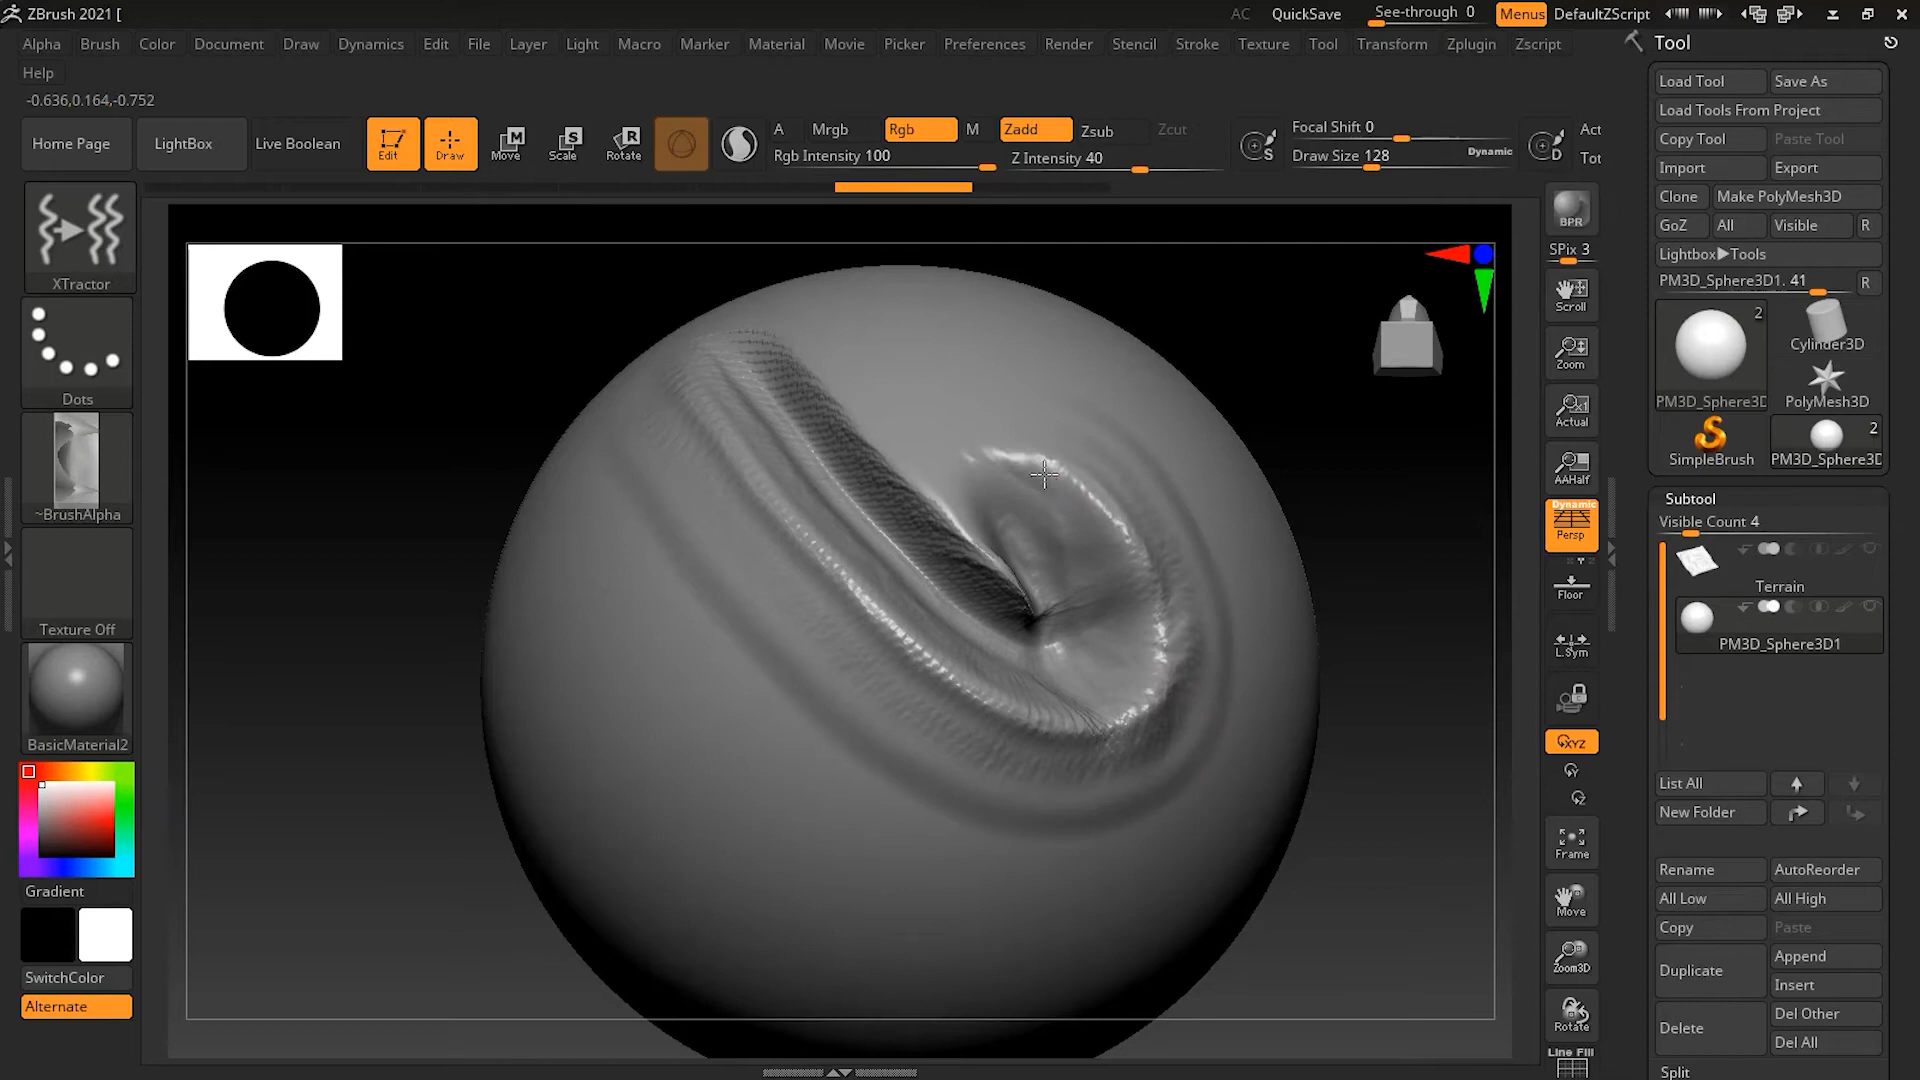 ZBrush 2021 [
AC
QuickSave
See-through 0
Menus
DefaultZScript
Alpha
Brush
Color
Document
Draw
Dynamics
Edit
File
Layer
Light
Macro
Marker
Material
Movie
Picker
Preferences
Render
Stencil
Stroke
Texture
Tool
Transform
Zplugin
Zscript
Help
-0.636,0.164,-0.752
Home Page
LightBox
Live Boolean
Edit
Draw
Move
Scale
Rotate
A
Mrgb
Rgb
M
Zadd
Zsub
Zcut
Rgb Intensity 100
Z Intensity 40
S
Focal Shift 0
Draw Size 128
Dynamic
D
Act
Tot
XTractor
Dots
~BrushAlpha
Texture Off
BasicMaterial2
Gradient
SwitchColor
Alternate
BPR
SPix 3
Scroll
Zoom
Actual
AAHalf
Dynamic
Persp
Floor
L.Sym
XYZ
Y
Z
Frame
Move
Zoom3D
Rotate
Line Fill
Tool
Load Tool
Save As
Load Tools From Project
Copy Tool
Paste Tool
Import
Export
Clone
Make PolyMesh3D
GoZ
All
Visible
R
Lightbox▶Tools
PM3D_Sphere3D1. 41
R
2
PM3D_Sphere3D
Cylinder3D
PolyMesh3D
SimpleBrush
2
PM3D_Sphere3D
Subtool
Visible Count 4
Terrain
PM3D_Sphere3D1
List All
New Folder
Rename
AutoReorder
All Low
All High
Copy
Paste
Duplicate
Append
Insert
Delete
Del Other
Del All
Split